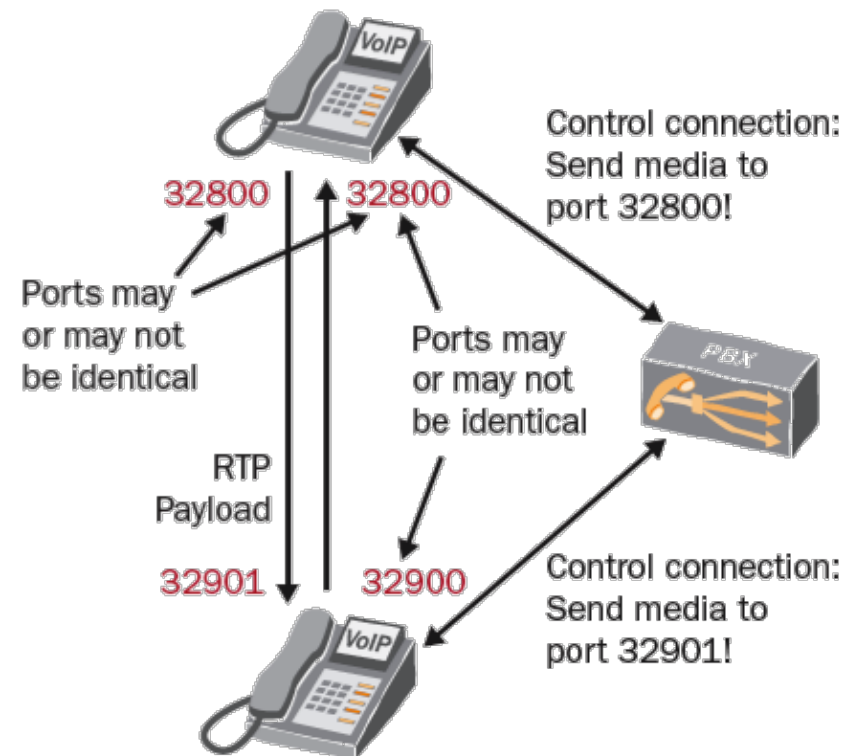 VoIP
Control connection:
Send media to
port 32800!
32800
32800
Ports may
or may not
be identical
Ports may
or may not
be identical
PBX
RTP
Payload
32901
32900
Control connection:
Send media to
port 32901!
VoIP